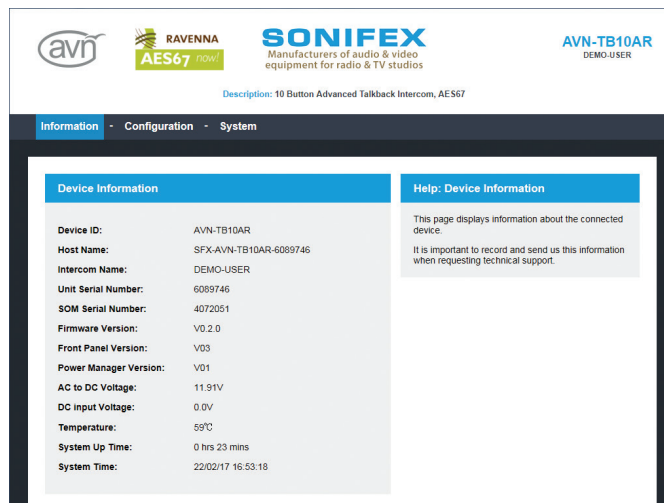 avn
RAVENNA
AES67 now!
SONIFEX
Manufacturers of audio & video
equipment for radio & TV studios
AVN-TB10AR
DEMO-USER
Description: 10 Button Advanced Talkback Intercom, AES67
Information - Configuration - System
Device Information
Device ID: AVN-TB10AR
Host Name: SFX-AVN-TB10AR-6089746
Intercom Name: DEMO-USER
Unit Serial Number: 6089746
SOM Serial Number: 4072051
Firmware Version: V0.2.0
Front Panel Version: V03
Power Manager Version: V01
AC to DC Voltage: 11.91V
DC input Voltage: 0.0V
Temperature: 59℃
System Up Time: 0 hrs 23 mins
System Time: 22/02/17 16:53:18
Help: Device Information
This page displays information about the connected
device.
It is important to record and send us this information
when requesting technical support.